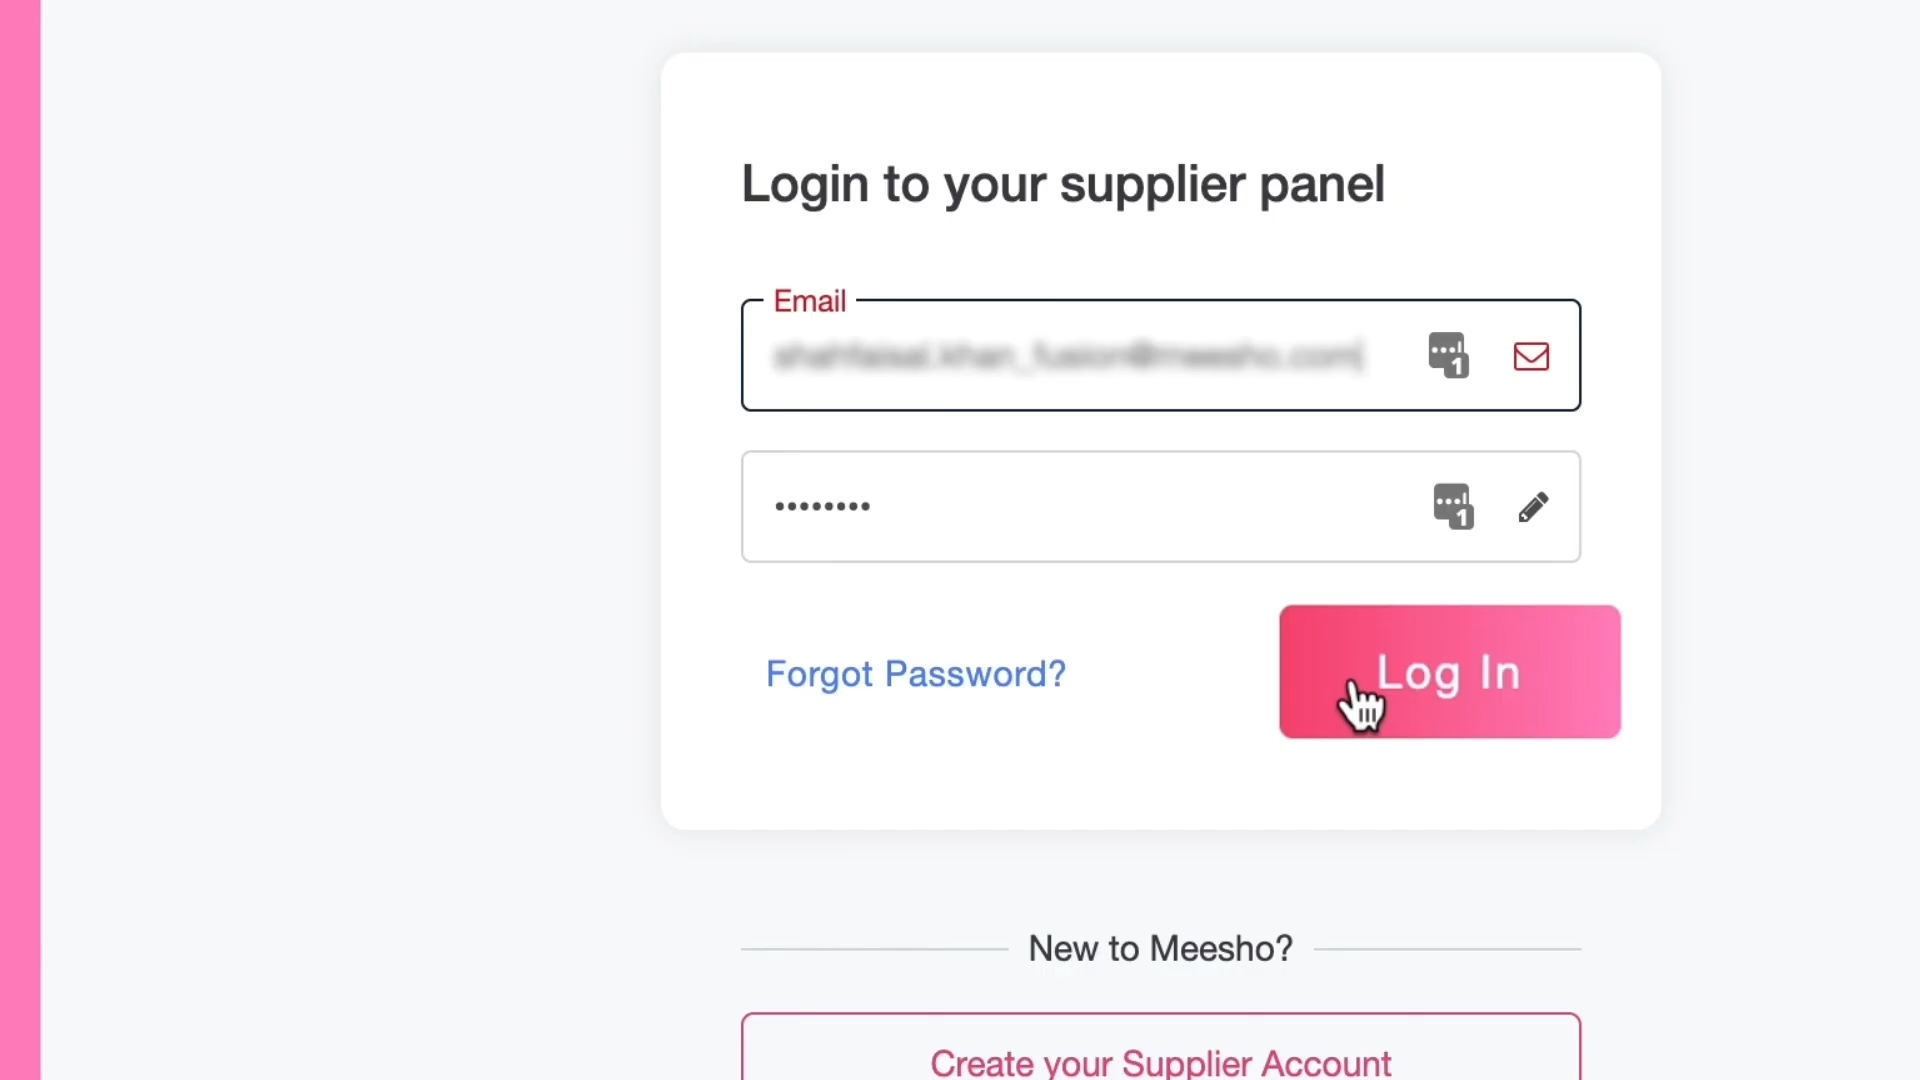 Login to your supplier panel
Email
••••••••
Forgot Password?
Log In
New to Meesho?
Create your Supplier Account